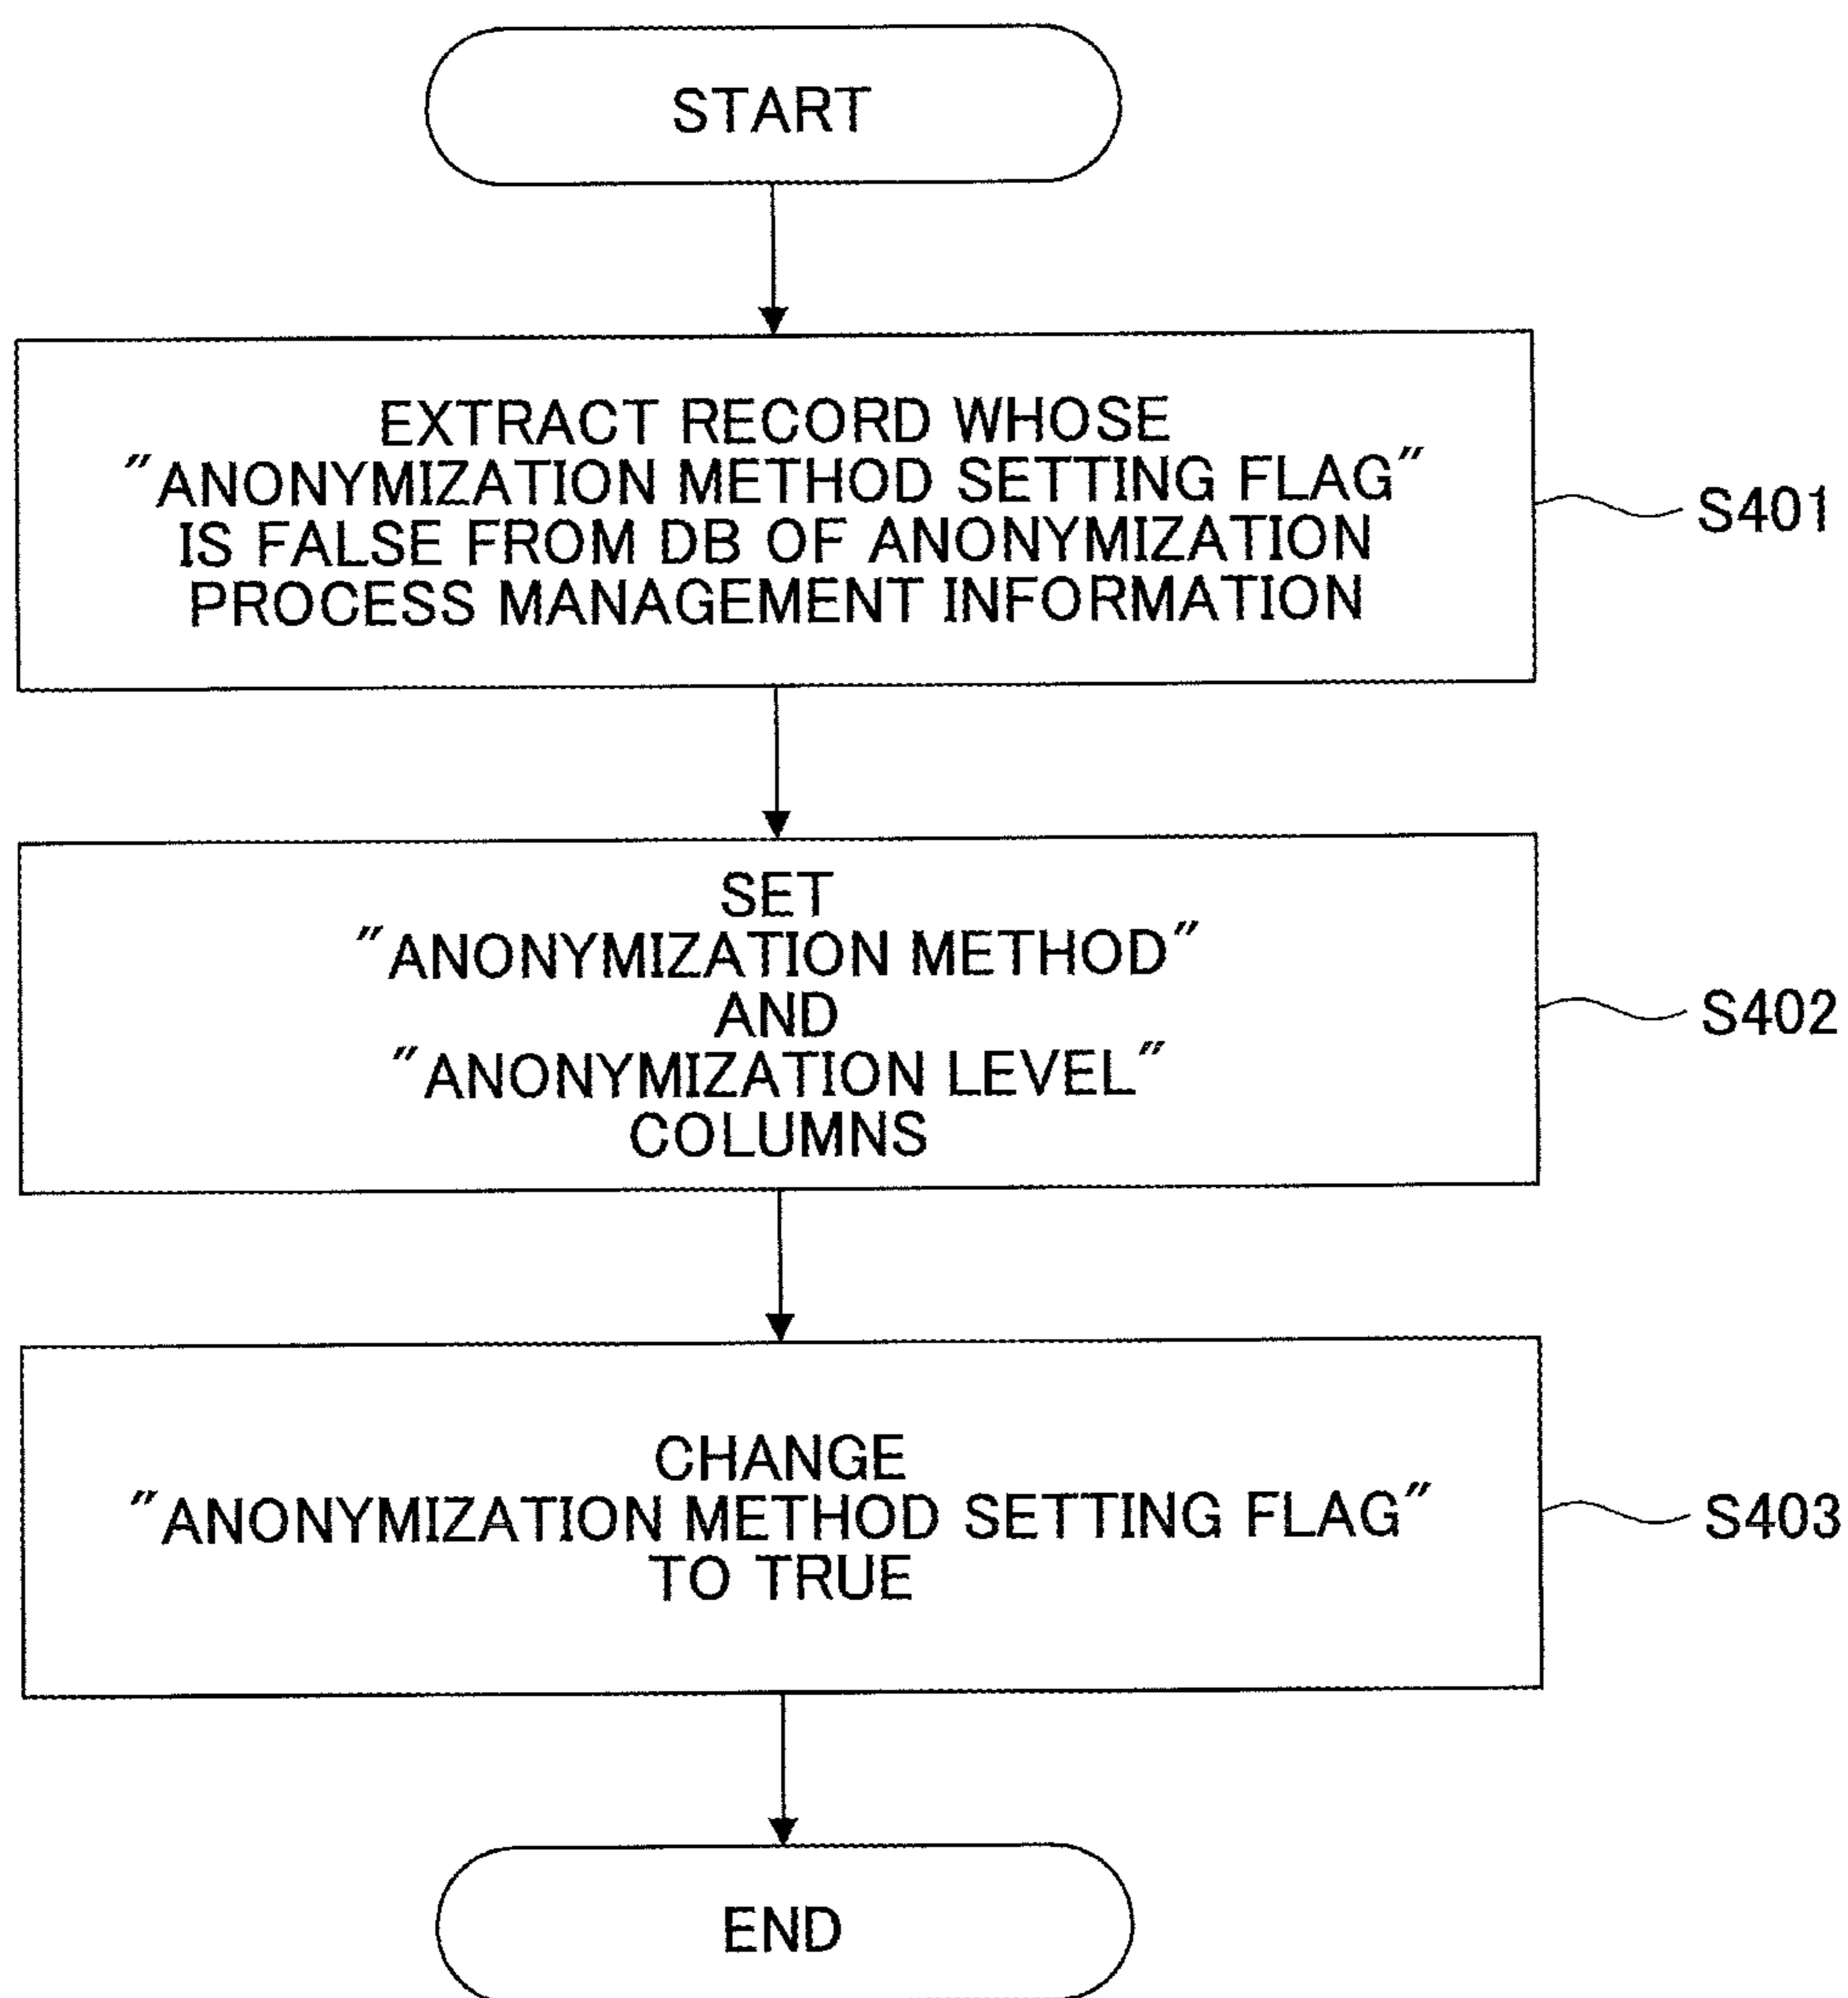 START
EXTRACT RECORD WHOSE
"ANONYMIZATION METHOD SETTING FLAG"
IS FALSE FROM DB OF ANONYMIZATION
PROCESS MANAGEMENT INFORMATION
S401
SET
"ANONYMIZATION METHOD"
AND
"ANONYMIZATION LEVEL"
COLUMNS
S402
CHANGE
"ANONYMIZATION METHOD SETTING FLAG"
TO TRUE
S403
END